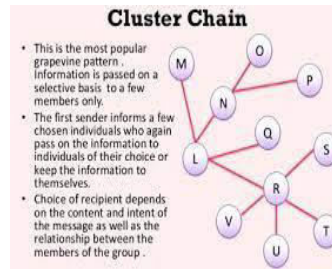 Cluster Chain
• This is the most popular
grapevine pattern .
Information is passed on a
selective basis to a few
members only.
• The first sender informs a few
chosen individuals who again
pass on the information to
individuals of their choice or
keep the information to
themselves.
• Choice of recipient depends
on the content and intent of
the message as well as the
relationship between the
members of the group .
O
M
P
N
Q
S
L
R
V
T
U